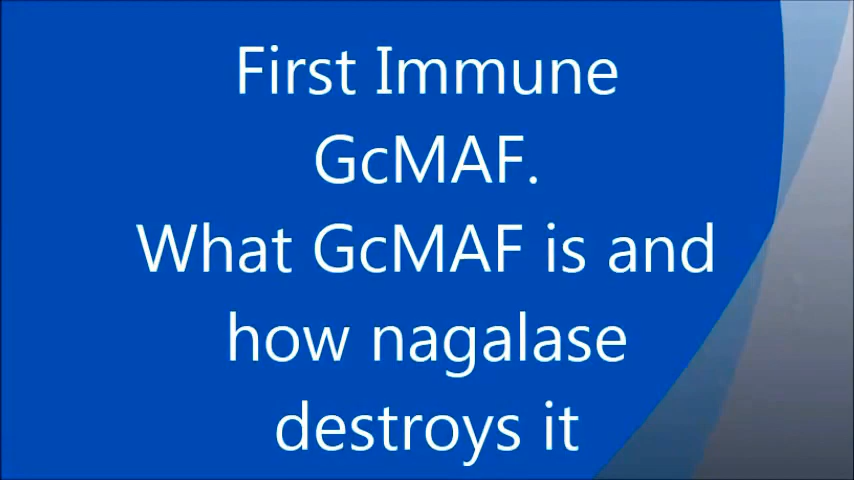 First Immune
GcMAF.
What GcMAF is and
how nagalase
destroys it